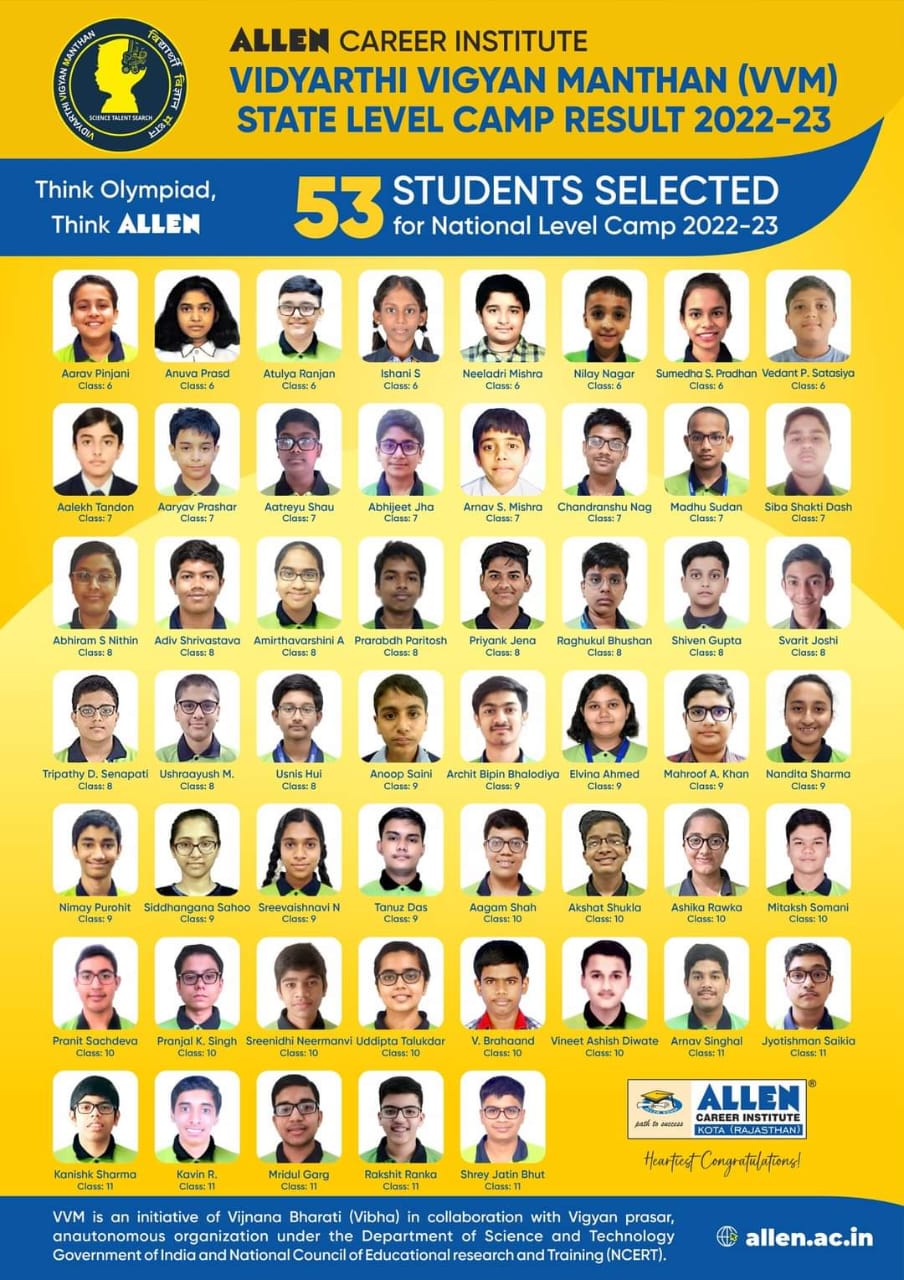 VIDYARTHI VIGYAN MANTHAN
विद्यार्थी विज्ञान मंथन
SCIENCE TALENT SEARCH
ALLEN CAREER INSTITUTE
VIDYARTHI VIGYAN MANTHAN (VVM)
STATE LEVEL CAMP RESULT 2022-23
Think Olympiad,
Think ALLEN
53 STUDENTS SELECTED
for National Level Camp 2022-23
Aarav Pinjani Anuva Prasd Atulya Ranjan Ishani S Neeladri Mishra Nilay Nagar Sumedha S. Pradhan Vedant P. Satasiya
Class: 6 Class: 6 Class: 6 Class: 6 Class: 6 Class: 6 Class: 6 Class: 6
Aalekh Tandon Aaryav Prashar Aatreyu Shau Abhijeet Jha Arnav S. Mishra Chandranshu Nag Madhu Sudan Siba Shakti Dash
Class: 7 Class: 7 Class: 7 Class: 7 Class: 7 Class: 7 Class: 7 Class: 7
Abhiram S Nithin Adiv Shrivastava Amirthavarshini A Prarabdh Paritosh Priyank Jena Raghukul Bhushan Shiven Gupta Svarit Joshi
Class: 8 Class: 8 Class: 8 Class: 8 Class: 8 Class: 8 Class: 8 Class: 8
Tripathy D. Senapati Ushraayush M. Usnis Hui Anoop Saini Archit Bipin Bhalodiya Elvina Ahmed Mahroof A. Khan Nandita Sharma
Class: 8 Class: 8 Class: 8 Class: 9 Class: 9 Class: 9 Class: 9 Class: 9
Nimay Purohit Siddhangana Sahoo Sreevaishnavi N Tanuz Das Aagam Shah Akshat Shukla Ashika Rawka Mitaksh Somani
Class: 9 Class: 9 Class: 9 Class: 9 Class: 10 Class: 10 Class: 10 Class: 10
Pranit Sachdeva Pranjal K. Singh Sreenidhi Neermanvi Uddipta Talukdar V. Brahaand Vineet Ashish Diwate Arnav Singhal Jyotishman Saikia
Class: 10 Class: 10 Class: 10 Class: 10 Class: 10 Class: 10 Class: 11 Class: 11
Kanishk Sharma Kavin R. Mridul Garg Rakshit Ranka Shrey Jatin Bhut
Class: 11 Class: 11 Class: 11 Class: 11 Class: 11
path to success
ALLEN®
CAREER INSTITUTE
KOTA (RAJASTHAN)
Heartiest Congratulations!
VVM is an initiative of Vijnana Bharati (Vibha) in collaboration with Vigyan prasar,
anautonomous organization under the Department of Science and Technology
Government of India and National Council of Educational research and Training (NCERT).
allen.ac.in